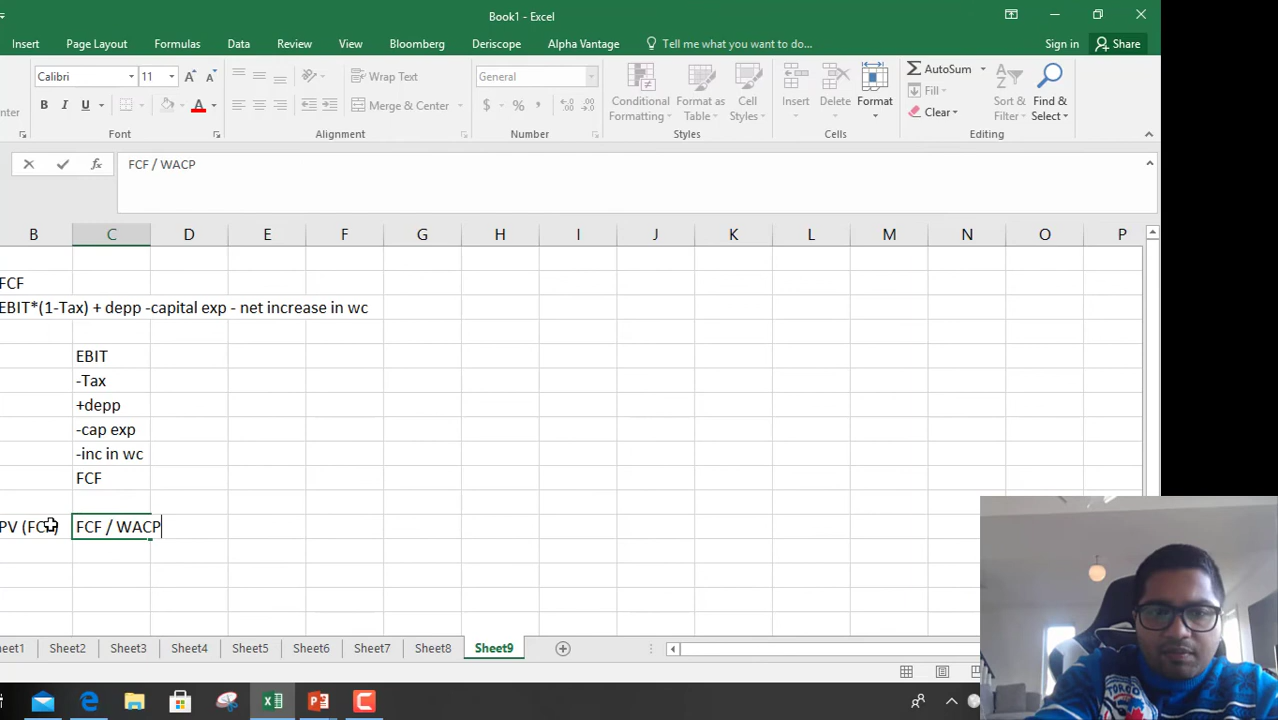 Book1 - Excel
Insert Page Layout Formulas Data Review View Bloomberg Deriscope Alpha Vantage Tell me what you want to do... Sign in Share
Calibri 11 Wrap Text General AutoSum
Fill
B I U A Merge & Center $ % , Conditional Formatting Format as Table Cell Styles Insert Delete Format Clear Sort & Filter Find & Select
Font Alignment Number Styles Cells Editing
fx FCF / WACP
B C D E F G H I J K L M N O P
FCF
EBIT*(1-Tax) + depp -capital exp - net increase in wc
EBIT
-Tax
+depp
-cap exp
-inc in wc
FCF
PV (FCF) FCF / WACP
Sheet2 Sheet3 Sheet4 Sheet5 Sheet6 Sheet7 Sheet8 Sheet9